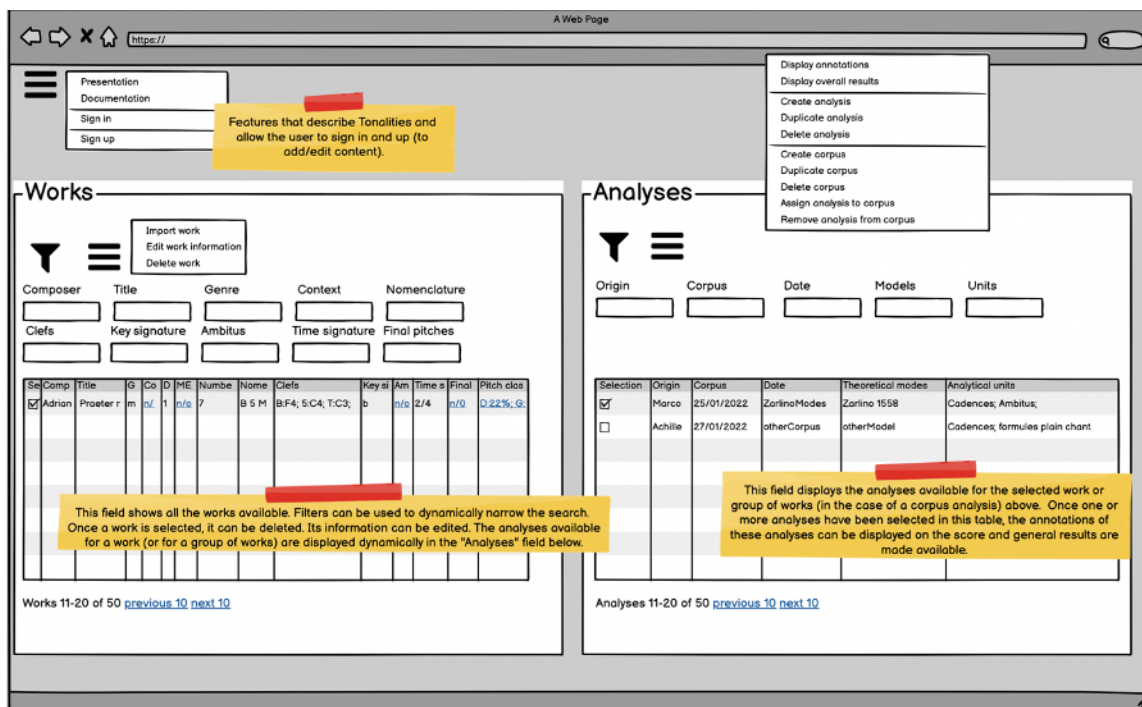 A Web Page
https://
Presentation
Documentation
Sign in
Sign up
Features that describe Tonalities and
allow the user to sign in and up (to
add/edit content).
Display annotations
Display overall results
Create analysis
Duplicate analysis
Delete analysis
Create corpus
Duplicate corpus
Delete corpus
Assign analysis to corpus
Remove analysis from corpus
Works
Import work
Edit work information
Delete work
Composer Title Genre Context Nomenclature
Clefs Key signature Ambitus Time signature Final pitches
Se Comp Title G Co D ME Numbe Nome Clefs Key si Am Time s Final Pitch clas
Adrian Praeter r m n/ 1 n/o 7 B 5 M B:F4; 5:C4; T:C3; b n/o 2/4 n/0 D:22%; G:
This field shows all the works available. Filters can be used to dynamically narrow the search.
Once a work is selected, it can be deleted. Its information can be edited. The analyses available
for a work (or for a group of works) are displayed dynamically in the "Analyses" field below.
Works 11-20 of 50 previous 10 next 10
Analyses
Origin Corpus Date Models Units
Selection Origin Corpus Date Theoretical modes Analytical units
Marco 25/01/2022 ZarlinoModes Zarlino 1558 Cadences; Ambitus;
Achille 27/01/2022 otherCorpus otherModel Cadences; formules plain chant
This field displays the analyses available for the selected work or
group of works (in the case of a corpus analysis) above. Once one or
more analyses have been selected in this table, the annotations of
these analyses can be displayed on the score and general results are
made available.
Analyses 11-20 of 50 previous 10 next 10